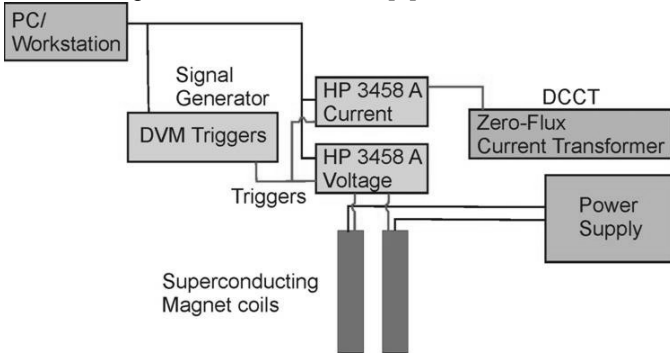 PC/
Workstation
Signal
Generator
DVM Triggers
Triggers
HP 3458 A
Current
HP 3458 A
Voltage
DCCT
Zero-Flux
Current Transformer
Power
Supply
Superconducting
Magnet coils